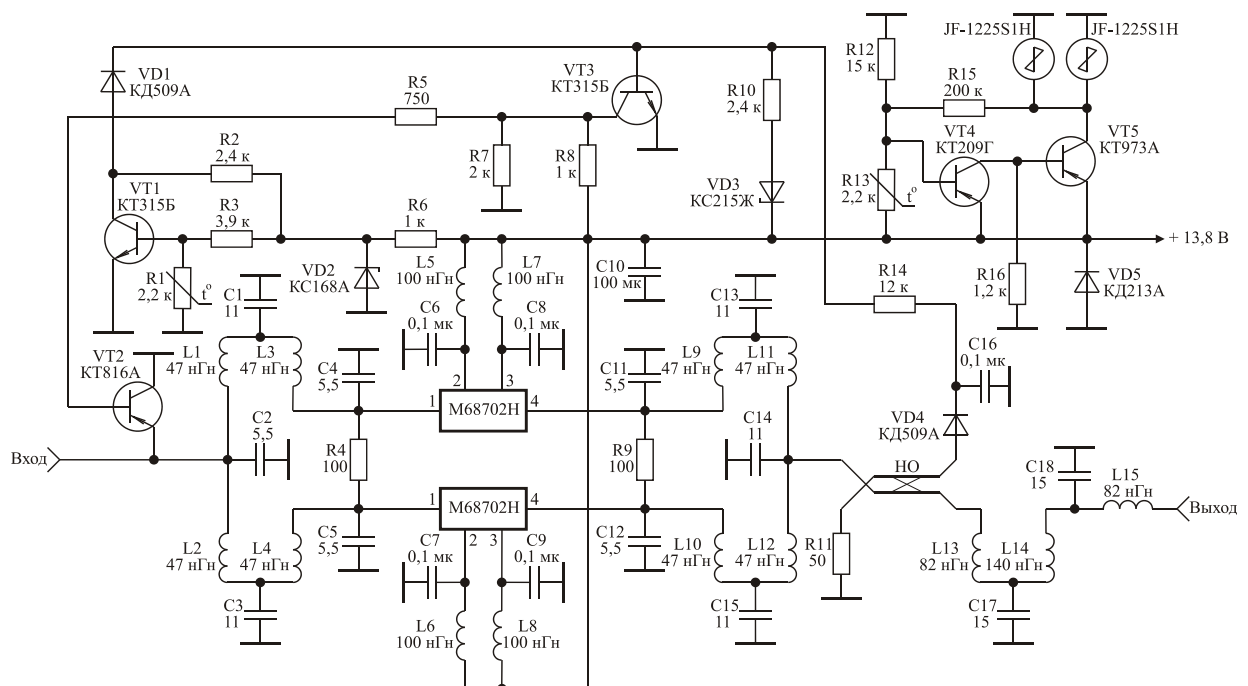 JF-1225S1H
JF-1225S1H
R12
15 к
R15
200 к
VD1
КД509А
R5
750
VT3
КТ315Б
R10
2,4 к
VT4
КТ209Г
VT5
КТ973А
R2
2,4 к
R7
2 к
R8
1 к
VT1
КТ315Б
R3
3,9 к
R6
1 к
VD3
КС215Ж
R13
2,2 к
t°
+ 13,8 В
R1
2,2 к
t°
C1
11
VD2
КС168А
L5
100 нГн
L7
100 нГн
C10
100 мк
C13
11
R14
12 к
R16
1,2 к
VD5
КД213А
C6
0,1 мк
C8
0,1 мк
VT2
КТ816А
L1
47 нГн
L3
47 нГн
C4
5,5
2
3
C11
5,5
L9
47 нГн
L11
47 нГн
C16
0,1 мк
1
M68702H
4
C2
5,5
C14
11
VD4
КД509А
Вход
R4
100
R9
100
НО
C18
15
L15
82 нГн
1
M68702H
4
Выход
L2
47 нГн
L4
47 нГн
C5
5,5
2
3
C7
0,1 мк
C9
0,1 мк
C12
5,5
L10
47 нГн
L12
47 нГн
R11
50
L13
82 нГн
L14
140 нГн
C3
11
C15
11
C17
15
L6
100 нГн
L8
100 нГн